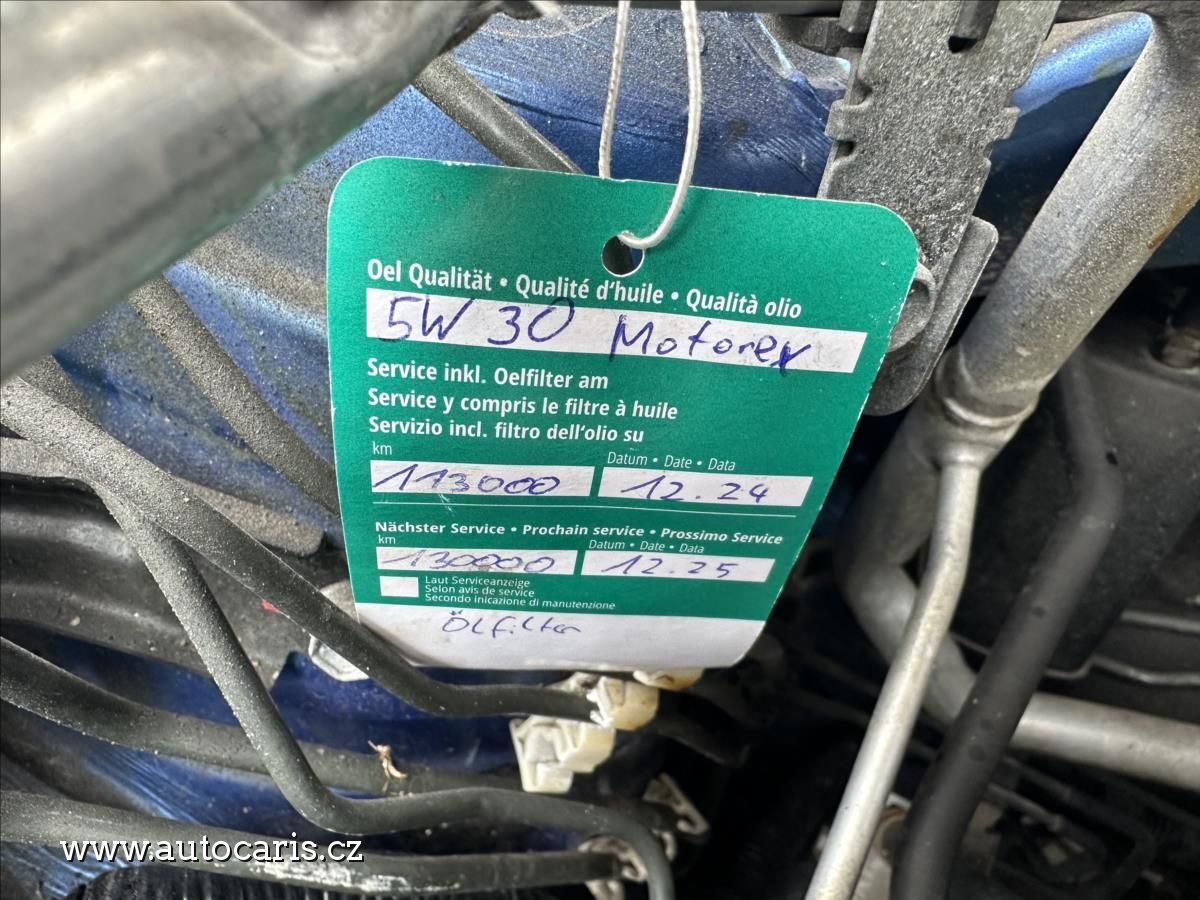 Oel Qualität • Qualité d'huile • Qualità olio
5W 30 Motorex
Service inkl. Oelfilter am
Service y compris le filtre à huile
Servizio incl. filtro dell'olio su
km Datum • Date • Data
113000 12.24
Nächster Service • Prochain service • Prossimo Service
km Datum • Date • Data
130000 12.25
Laut Serviceanzeige
Selon avis de service
Secondo inicazione di manutenzione
Ölfilter
www.autocaris.cz